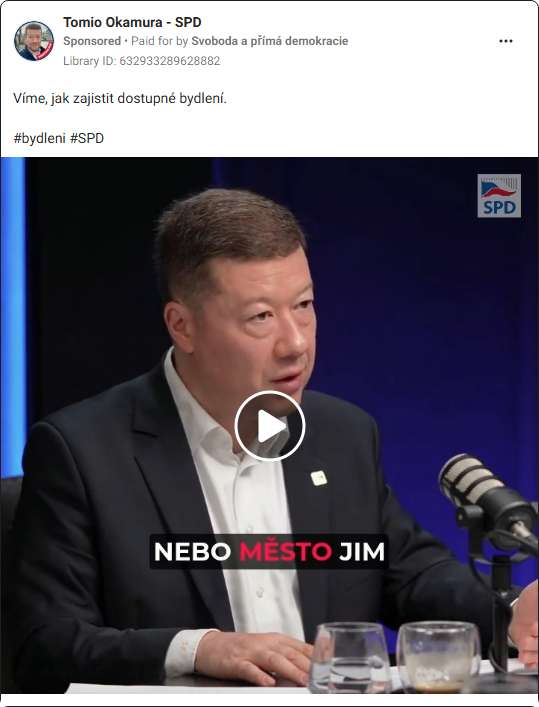 Tomio Okamura - SPD
Sponsored • Paid for by Svoboda a přímá demokracie
Library ID: 632933289628882
Víme, jak zajistit dostupné bydlení.
#bydleni #SPD
SPD
NEBO MĚSTO JIM